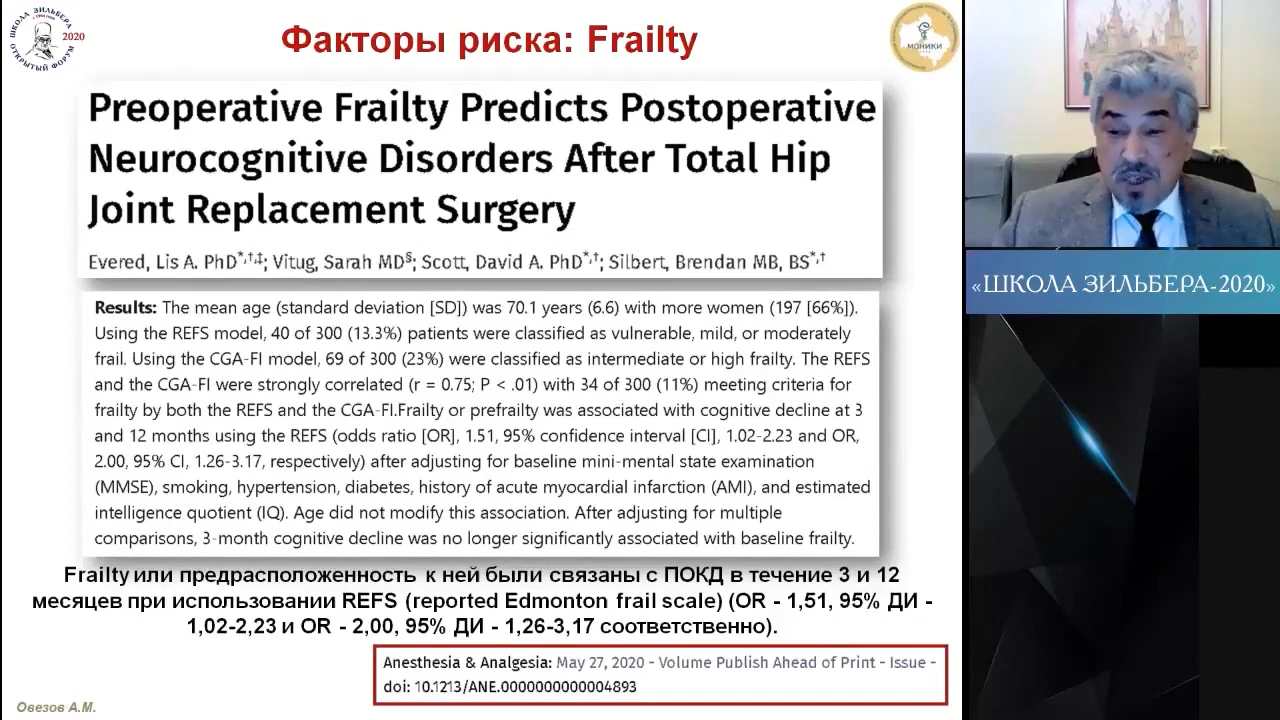 ШКОЛА ЗИЛЬБЕРА
с 1968 года
2020
ОТКРЫТЫЙ ФОРУМ
Факторы риска: Frailty
МОНИКИ
Preoperative Frailty Predicts Postoperative
Neurocognitive Disorders After Total Hip
Joint Replacement Surgery
Evered, Lis A. PhD*,†,‡; Vitug, Sarah MD§; Scott, David A. PhD*,†; Silbert, Brendan MB, BS*,†
Results: The mean age (standard deviation [SD]) was 70.1 years (6.6) with more women (197 [66%]).
Using the REFS model, 40 of 300 (13.3%) patients were classified as vulnerable, mild, or moderately
frail. Using the CGA-FI model, 69 of 300 (23%) were classified as intermediate or high frailty. The REFS
and the CGA-FI were strongly correlated (r = 0.75; P < .01) with 34 of 300 (11%) meeting criteria for
frailty by both the REFS and the CGA-FI.Frailty or prefrailty was associated with cognitive decline at 3
and 12 months using the REFS (odds ratio [OR], 1.51, 95% confidence interval [CI], 1.02-2.23 and OR,
2.00, 95% CI, 1.26-3.17, respectively) after adjusting for baseline mini-mental state examination
(MMSE), smoking, hypertension, diabetes, history of acute myocardial infarction (AMI), and estimated
intelligence quotient (IQ). Age did not modify this association. After adjusting for multiple
comparisons, 3-month cognitive decline was no longer significantly associated with baseline frailty.
Frailty или предрасположенность к ней были связаны с ПОКД в течение 3 и 12
месяцев при использовании REFS (reported Edmonton frail scale) (OR - 1,51, 95% ДИ -
1,02-2,23 и OR - 2,00, 95% ДИ - 1,26-3,17 соответственно).
Anesthesia & Analgesia: May 27, 2020 - Volume Publish Ahead of Print - Issue -
doi: 10.1213/ANE.0000000000004893
Овезов А.М.
«ШКОЛА ЗИЛЬБЕРА-2020»